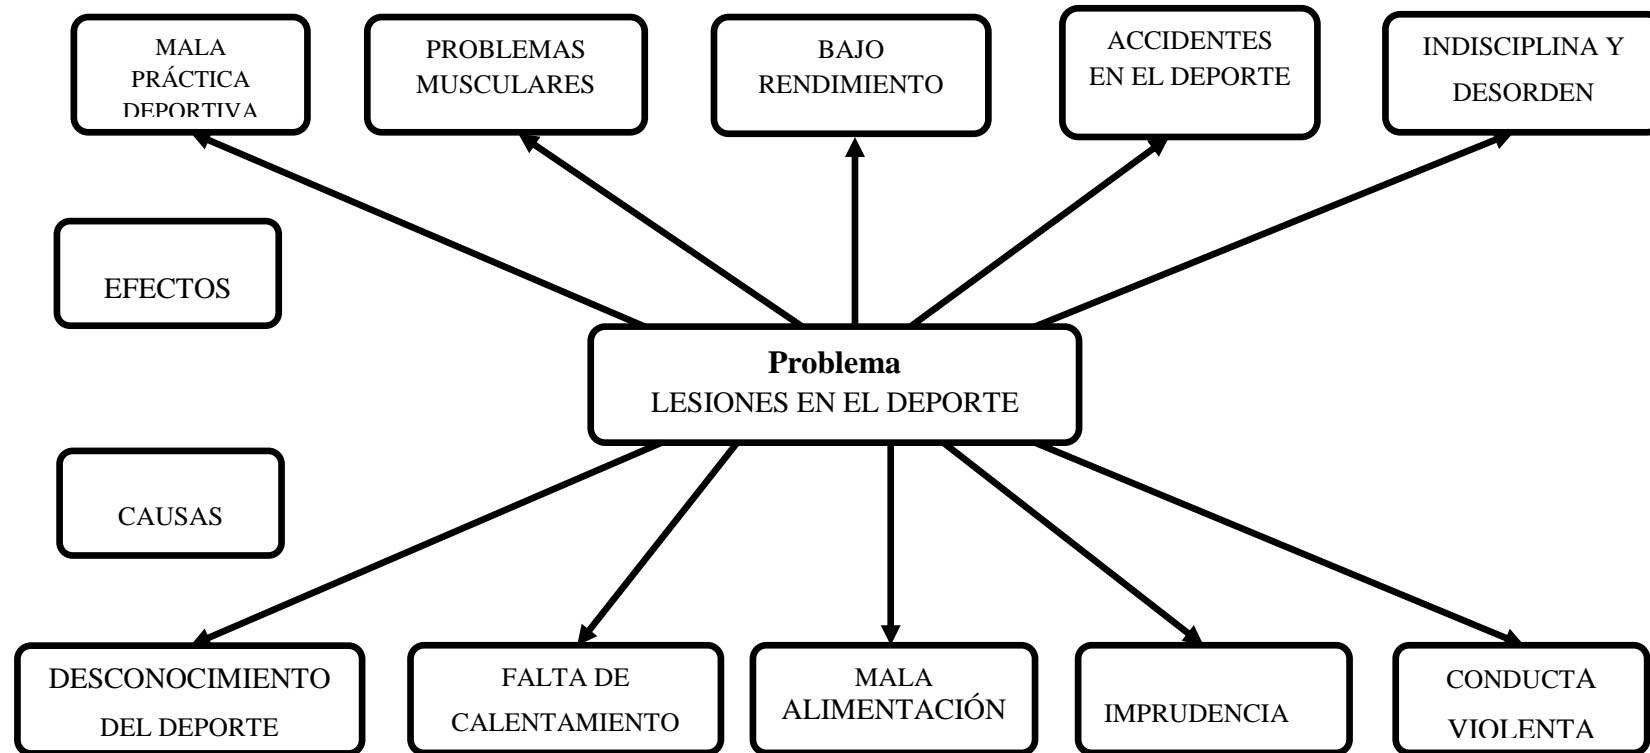 MALA
PRÁCTICA
DEPORTIVA
PROBLEMAS
MUSCULARES
BAJO
RENDIMIENTO
ACCIDENTES
EN EL DEPORTE
INDISCIPLINA Y
DESORDEN
EFECTOS
Problema
LESIONES EN EL DEPORTE
CAUSAS
DESCONOCIMIENTO
DEL DEPORTE
FALTA DE
CALENTAMIENTO
MALA
ALIMENTACIÓN
IMPRUDENCIA
CONDUCTA
VIOLENTA